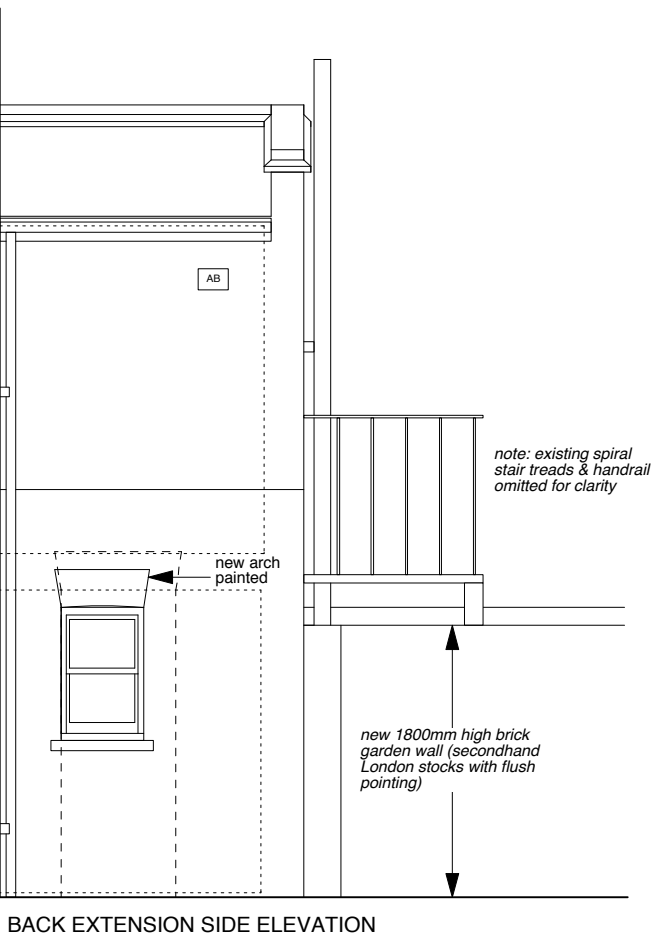 AB
note: existing spiral
stair treads & handrail
omitted for clarity
new arch
painted
new 1800mm high brick
garden wall (secondhand
London stocks with flush
pointing)
BACK EXTENSION SIDE ELEVATION